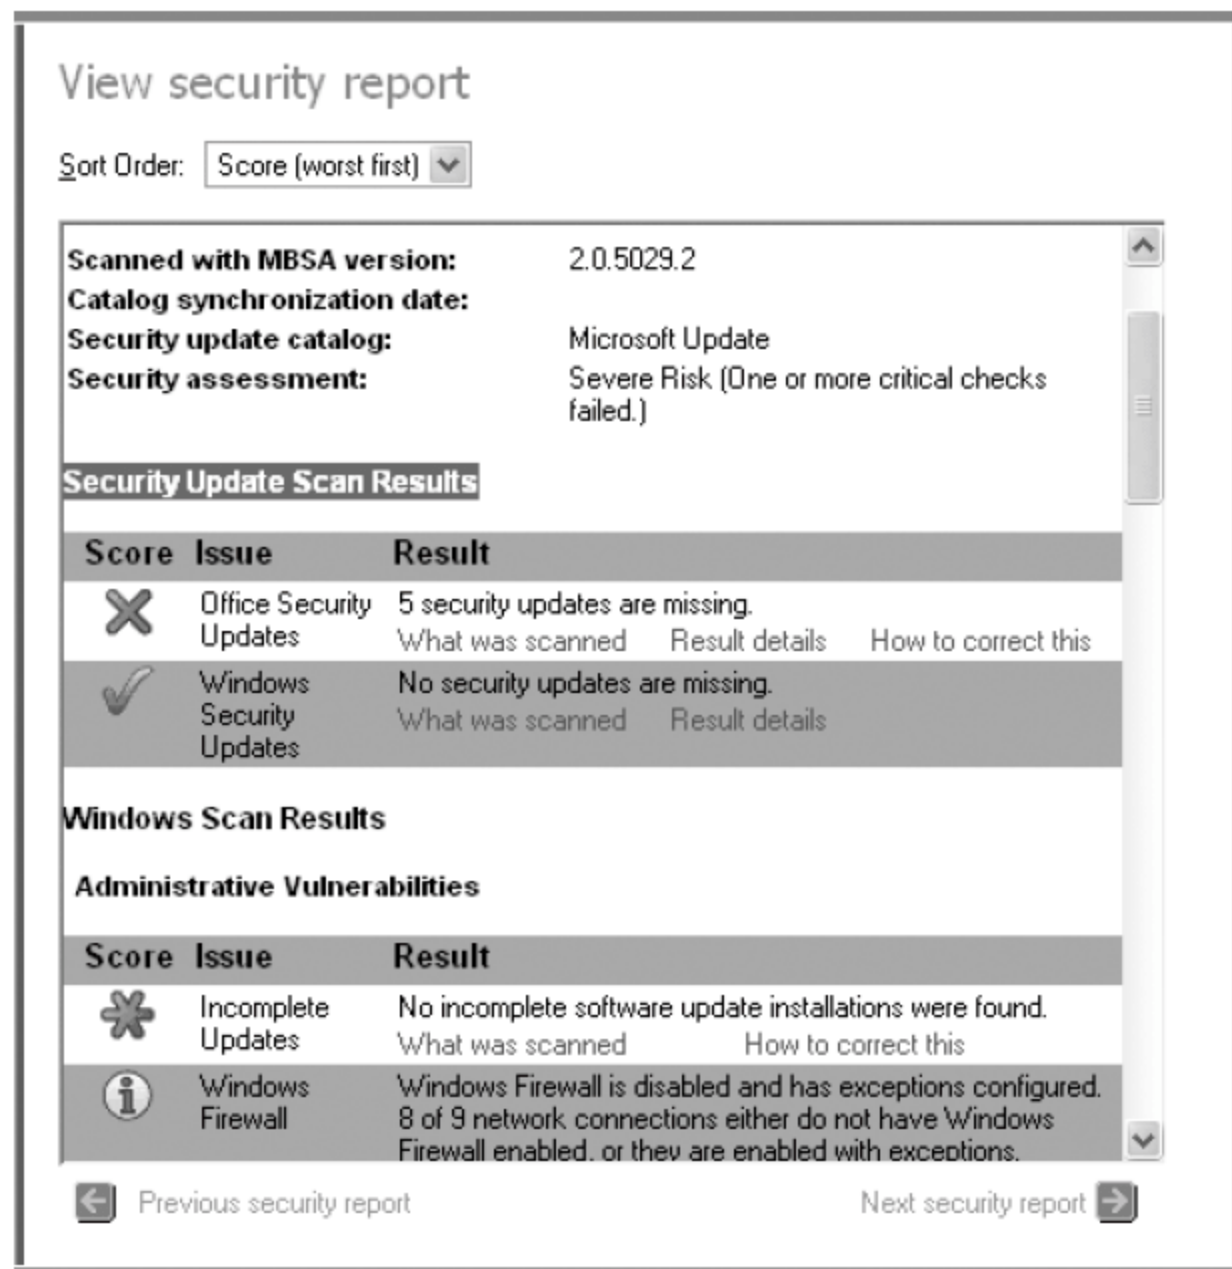 View security report
Sort Order: Score (worst first)
Scanned with MBSA version: 2.0.5029.2
Catalog synchronization date:
Security update catalog: Microsoft Update
Security assessment: Severe Risk (One or more critical checks
failed.)
Security Update Scan Results
Score Issue Result
Office Security 5 security updates are missing.
Updates What was scanned Result details How to correct this
Windows No security updates are missing.
Security What was scanned Result details
Updates
Windows Scan Results
Administrative Vulnerabilities
Score Issue Result
Incomplete No incomplete software update installations were found.
Updates What was scanned How to correct this
Windows Windows Firewall is disabled and has exceptions configured.
Firewall 8 of 9 network connections either do not have Windows
Firewall enabled, or they are enabled with exceptions.
Previous security report Next security report